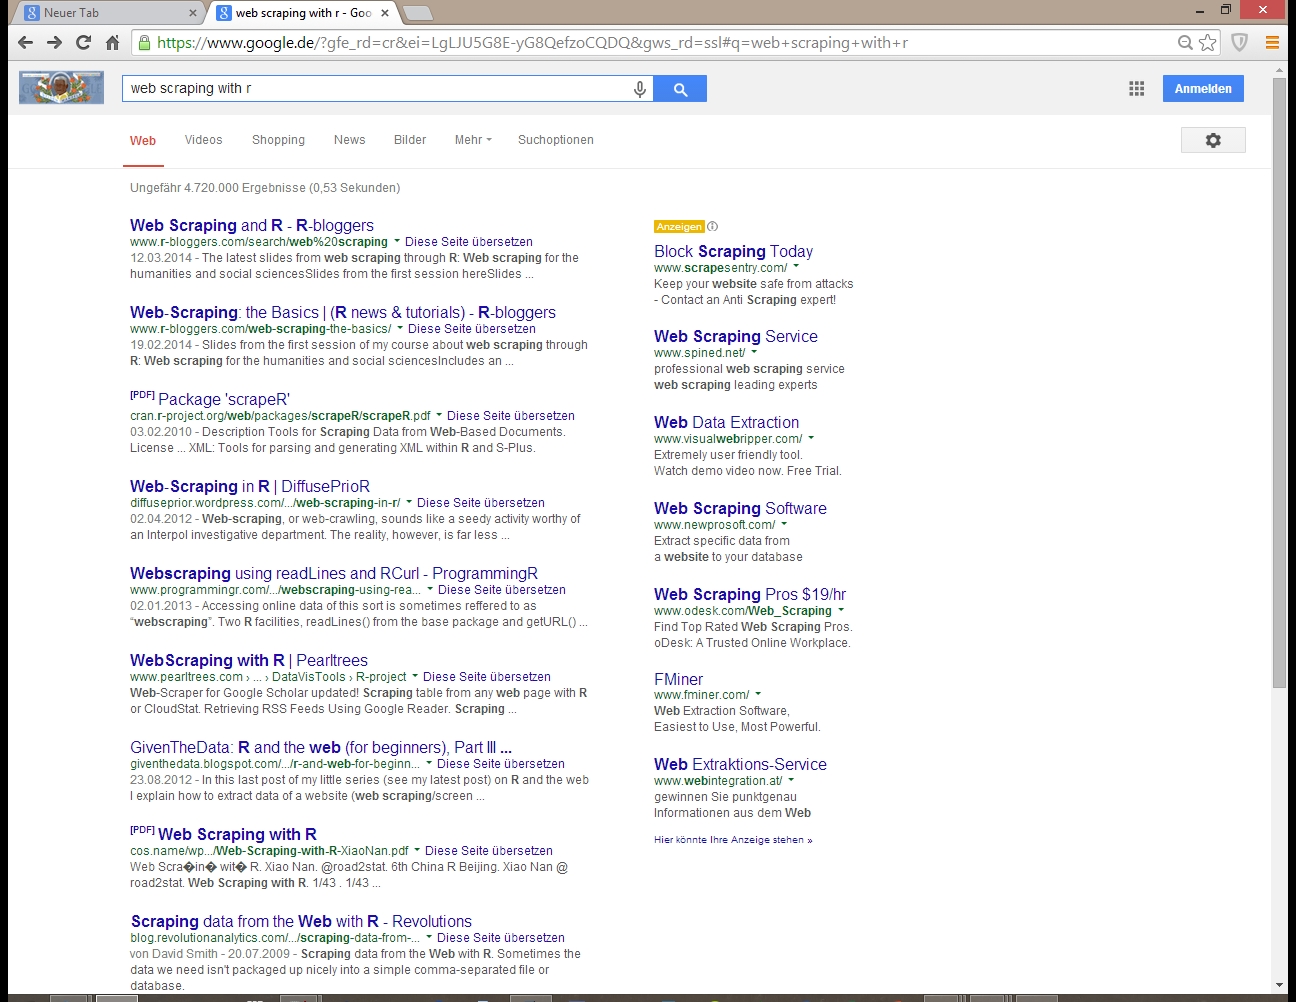 Neuer Tab
web scraping with r - Goo
https://www.google.de/?gfe_rd=cr&ei=LgLJU5G8E-yG8QefzoCQDQ&gws_rd=ssl#q=web+scraping+with+r
web scraping with r
Anmelden
Web Videos Shopping News Bilder Mehr Suchoptionen
Ungefähr 4.720.000 Ergebnisse (0,53 Sekunden)
Web Scraping and R - R-bloggers
www.r-bloggers.com/search/web%20scraping Diese Seite übersetzen
12.03.2014 - The latest slides from web scraping through R: Web scraping for the
humanities and social sciencesSlides from the first session hereSlides ...
Web-Scraping: the Basics | (R news & tutorials) - R-bloggers
www.r-bloggers.com/web-scraping-the-basics/ Diese Seite übersetzen
19.02.2014 - Slides from the first session of my course about web scraping through
R: Web scraping for the humanities and social sciencesIncludes an ...
[PDF] Package 'scrapeR'
cran.r-project.org/web/packages/scrapeR/scrapeR.pdf Diese Seite übersetzen
03.02.2010 - Description Tools for Scraping Data from Web-Based Documents.
License ... XML: Tools for parsing and generating XML within R and S-Plus.
Web-Scraping in R | DiffusePrioR
diffuseprior.wordpress.com/.../web-scraping-in-r/ Diese Seite übersetzen
02.04.2012 - Web-scraping, or web-crawling, sounds like a seedy activity worthy of
an Interpol investigative department. The reality, however, is far less ...
Webscraping using readLines and RCurl - ProgrammingR
www.programmingr.com/.../webscraping-using-rea... Diese Seite übersetzen
02.01.2013 - Accessing online data of this sort is sometimes reffered to as
“webscraping”. Two R facilities, readLines() from the base package and getURL() ...
WebScraping with R | Pearltrees
www.pearltrees.com › ... › DataVisTools › R-project Diese Seite übersetzen
Web-Scraper for Google Scholar updated! Scraping table from any web page with R
or CloudStat. Retrieving RSS Feeds Using Google Reader. Scraping ...
GivenTheData: R and the web (for beginners), Part III ...
giventhedata.blogspot.com/.../r-and-web-for-beginn... Diese Seite übersetzen
23.08.2012 - In this last post of my little series (see my latest post) on R and the web
I explain how to extract data of a website (web scraping/screen ...
[PDF] Web Scraping with R
cos.name/wp.../Web-Scraping-with-R-XiaoNan.pdf Diese Seite übersetzen
Web Scra�in� wit� R. Xiao Nan. @road2stat. 6th China R Beijing. Xiao Nan @
road2stat. Web Scraping with R. 1/43 . 1/43 ...
Scraping data from the Web with R - Revolutions
blog.revolutionanalytics.com/.../scraping-data-from-... Diese Seite übersetzen
von David Smith - 20.07.2009 - Scraping data from the Web with R. Sometimes the
data we need isn't packaged up nicely into a simple comma-separated file or
database.
Anzeigen
Block Scraping Today
www.scrapesentry.com/
Keep your website safe from attacks
- Contact an Anti Scraping expert!
Web Scraping Service
www.spined.net/
professional web scraping service
web scraping leading experts
Web Data Extraction
www.visualwebripper.com/
Extremely user friendly tool.
Watch demo video now. Free Trial.
Web Scraping Software
www.newprosoft.com/
Extract specific data from
a website to your database
Web Scraping Pros $19/hr
www.odesk.com/Web_Scraping
Find Top Rated Web Scraping Pros.
oDesk: A Trusted Online Workplace.
FMiner
www.fminer.com/
Web Extraction Software,
Easiest to Use, Most Powerful.
Web Extraktions-Service
www.webintegration.at/
gewinnen Sie punktgenau
Informationen aus dem Web
Hier könnte Ihre Anzeige stehen »